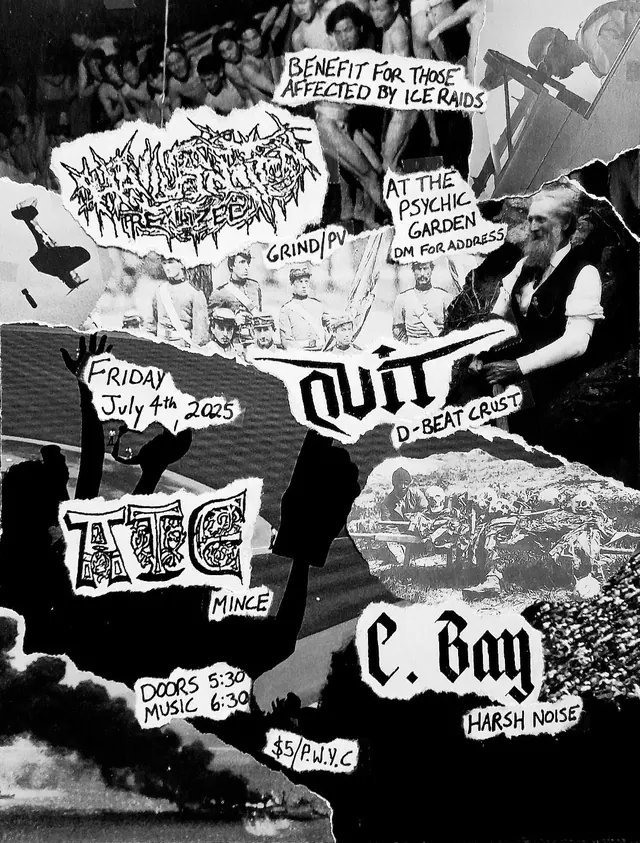 BENEFIT FOR THOSE
AFFECTED BY ICE RAIDS
AT THE
PSYCHIC
GARDEN
DM FOR ADDRESS
GRIND/PV
FRIDAY
July 4th, 2025
QUIT
D-BEAT CRUST
ATE
MINCE
C. Bay
HARSH NOISE
DOORS 5:30
MUSIC 6:30
$5/P.W.Y.C